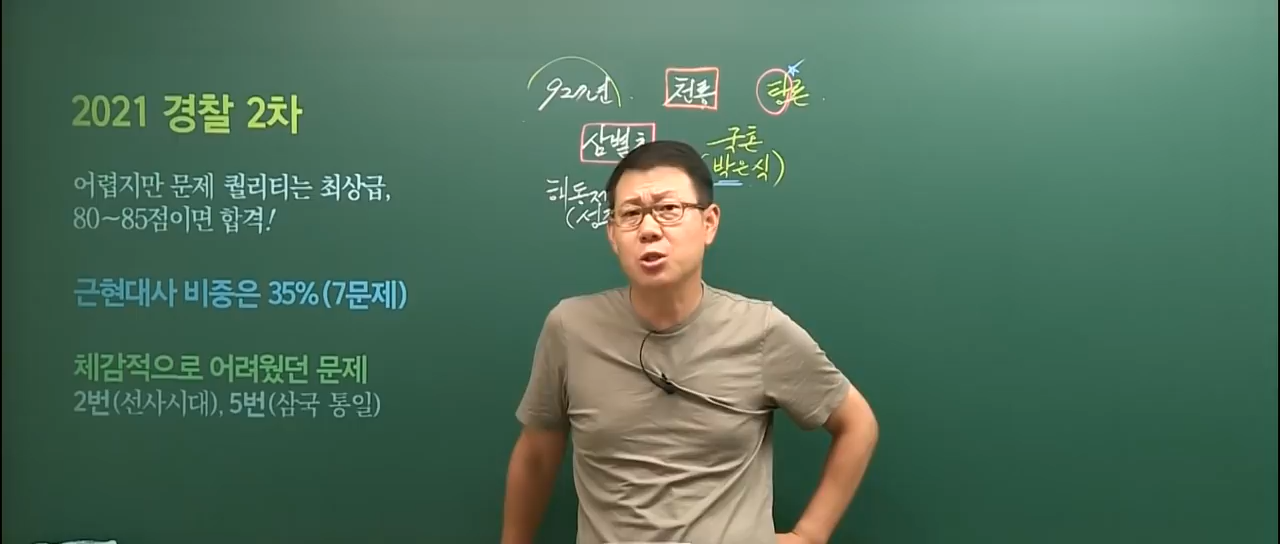 2021 경찰 2차
어렵지만 문제 퀄리티는 최상급,
80~85점이면 합격!
근현대사 비중은 35%(7문제)
체감적으로 어려웠던 문제
2번(선사시대), 5번(삼국 통일)
927년. 천통
삼별초 국혼
(박은식)
해동